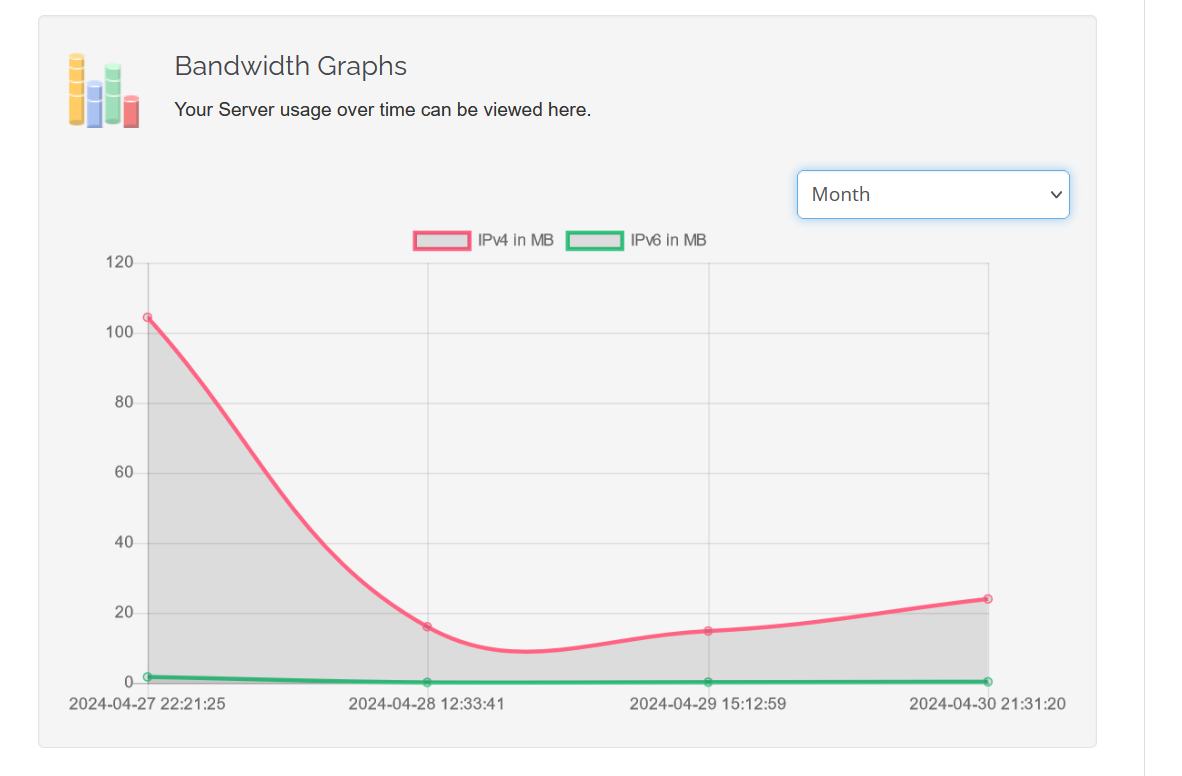 Bandwidth Graphs
Your Server usage over time can be viewed here.
Month
IPv4 in MB IPv6 in MB
120
100
80
60
40
20
0
2024-04-27 22:21:25 2024-04-28 12:33:41 2024-04-29 15:12:59 2024-04-30 21:31:20